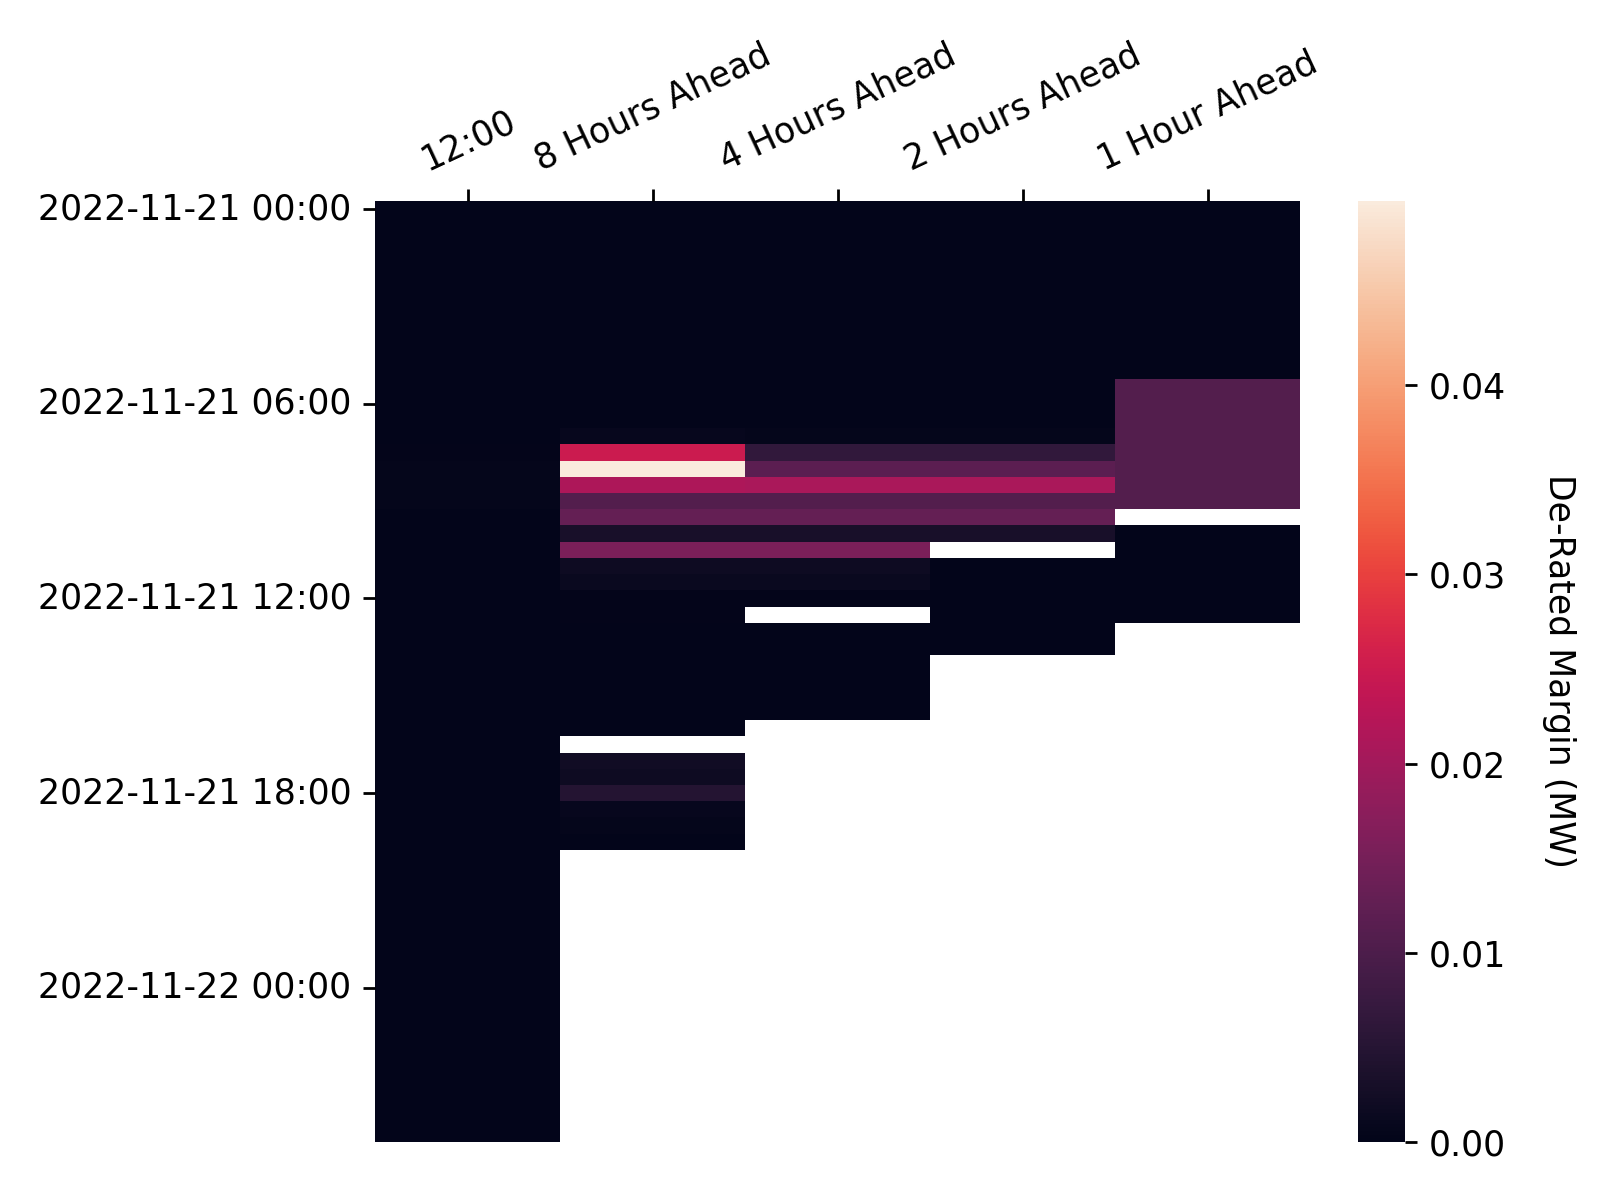 12:00
8 Hours Ahead
4 Hours Ahead
2 Hours Ahead
1 Hour Ahead
2022-11-21 00:00
2022-11-21 06:00
2022-11-21 12:00
2022-11-21 18:00
2022-11-22 00:00
0.04
0.03
0.02
0.01
0.00
De-Rated Margin (MW)